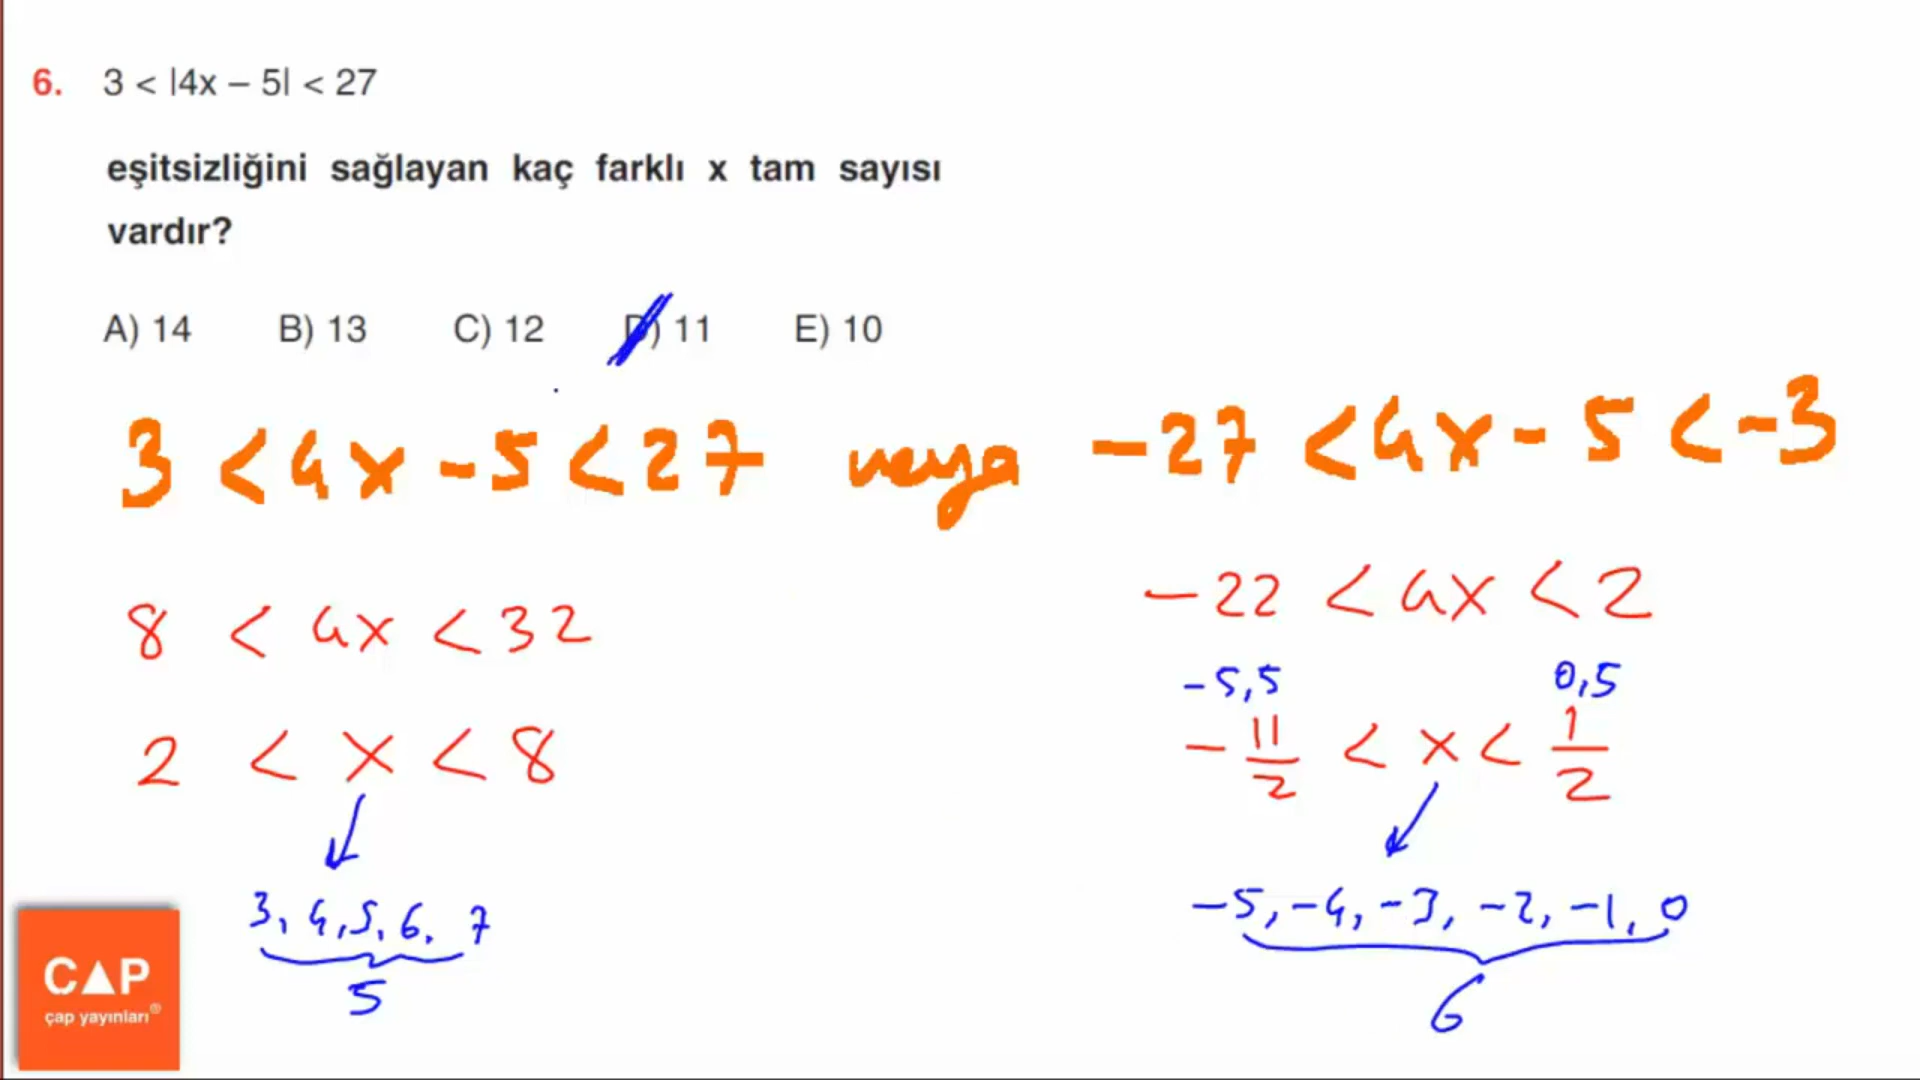 6. 3 < |4x – 5| < 27
eşitsizliğini sağlayan kaç farklı x tam sayısı
vardır?
A) 14 B) 13 C) 12 D) 11 E) 10
3 < 4x - 5 < 27 veya -27 < 4x - 5 < -3
8 < 4x < 32
2 < x < 8
3, 4, 5, 6, 7
5
-22 < 4x < 2
-5,5 0,5
-11/2 < x < 1/2
-5, -4, -3, -2, -1, 0
6
ÇAP
çap yayınları®